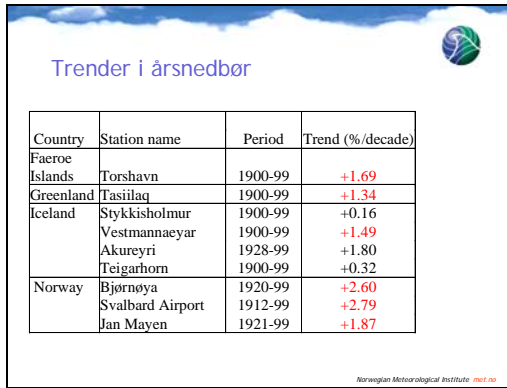 Trender i årsnedbør
Country Station name Period Trend (%/decade)
Faeroe
Islands Torshavn 1900-99 +1.69
Greenland Tasiilaq 1900-99 +1.34
Iceland Stykkisholmur 1900-99 +0.16
Vestmannaeyar 1900-99 +1.49
Akureyri 1928-99 +1.80
Teigarhorn 1900-99 +0.32
Norway Bjørnøya 1920-99 +2.60
Svalbard Airport 1912-99 +2.79
Jan Mayen 1921-99 +1.87
Norwegian Meteorological Institute met.no